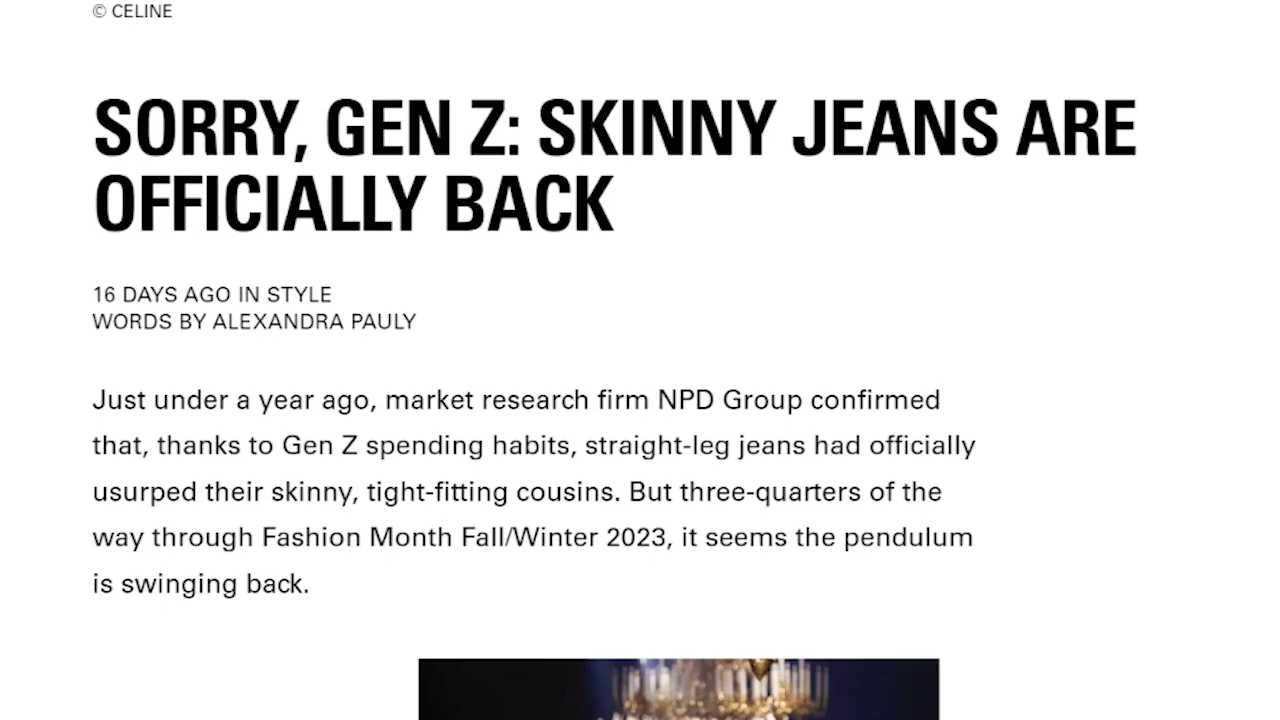 © CELINE
SORRY, GEN Z: SKINNY JEANS ARE
OFFICIALLY BACK
16 DAYS AGO IN STYLE
WORDS BY ALEXANDRA PAULY
Just under a year ago, market research firm NPD Group confirmed
that, thanks to Gen Z spending habits, straight-leg jeans had officially
usurped their skinny, tight-fitting cousins. But three-quarters of the
way through Fashion Month Fall/Winter 2023, it seems the pendulum
is swinging back.